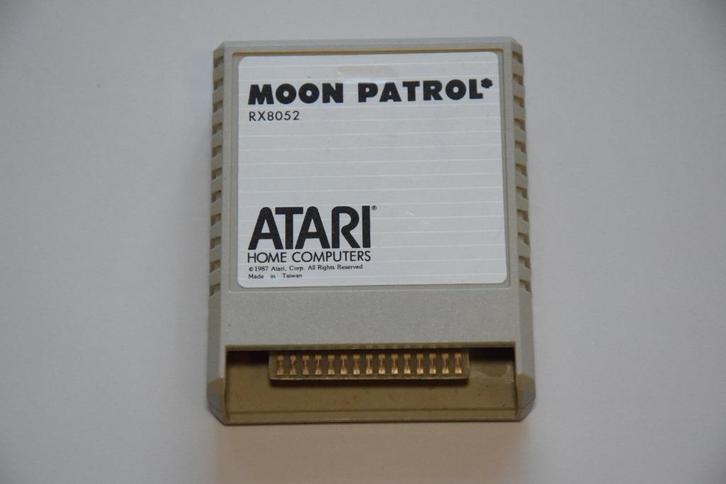 MOON PATROL*
RX8052
ATARI®
HOME COMPUTERS
©1987 Atari, Corp. All Rights Reserved
Made in Taiwan